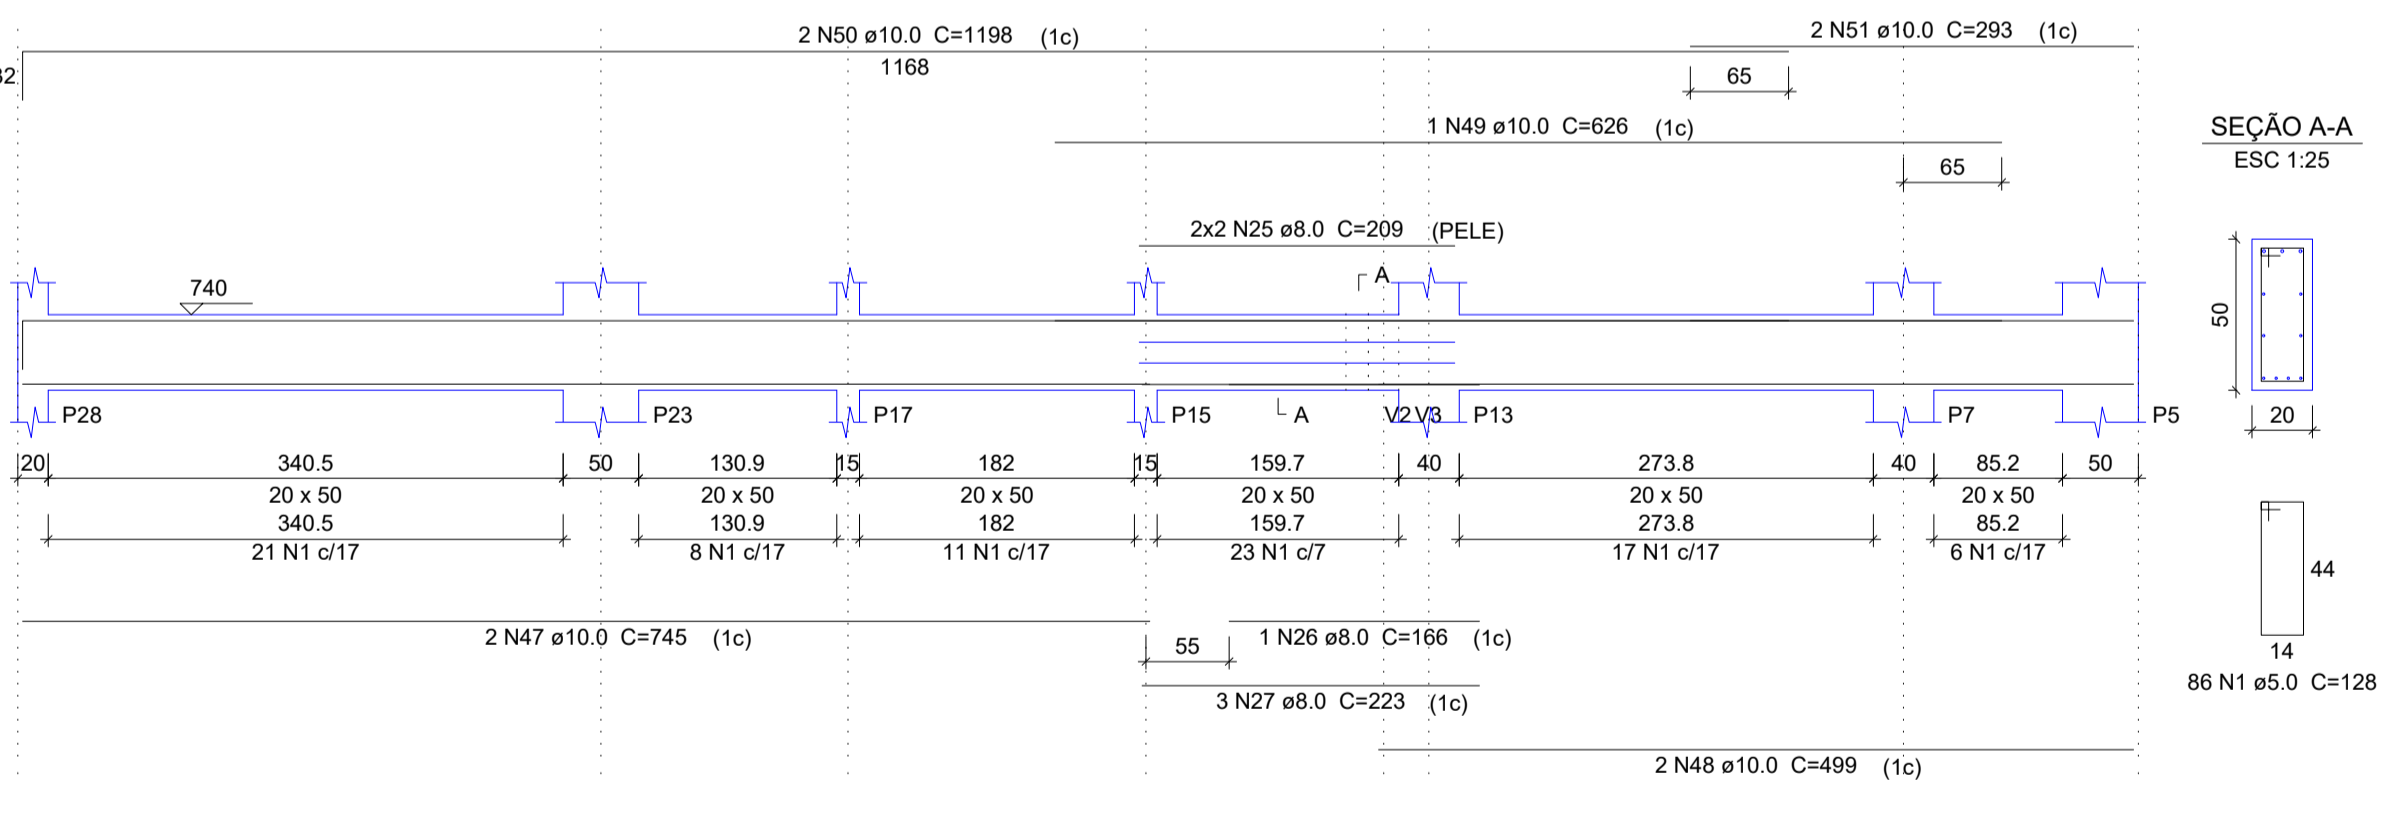 2 N50 ø10.0 C=1198 (1c)
1168
2 N51 ø10.0 C=293 (1c)
32
65
1 N49 ø10.0 C=626 (1c)
65
SEÇÃO A-A
ESC 1:25
2x2 N25 ø8.0 C=209 (PELE)
A
740
50
20
P28 P23 P17 P15 A V2 V3 P13 P7 P5
20 340.5 50 130.9 15 182 15 159.7 40 273.8 40 85.2 50
20 x 50 20 x 50 20 x 50 20 x 50 20 x 50 20 x 50
340.5 130.9 182 159.7 273.8 85.2
21 N1 c/17 8 N1 c/17 11 N1 c/17 23 N1 c/7 17 N1 c/17 6 N1 c/17
44
14
86 N1 ø5.0 C=128
2 N47 ø10.0 C=745 (1c)
55
1 N26 ø8.0 C=166 (1c)
3 N27 ø8.0 C=223 (1c)
2 N48 ø10.0 C=499 (1c)